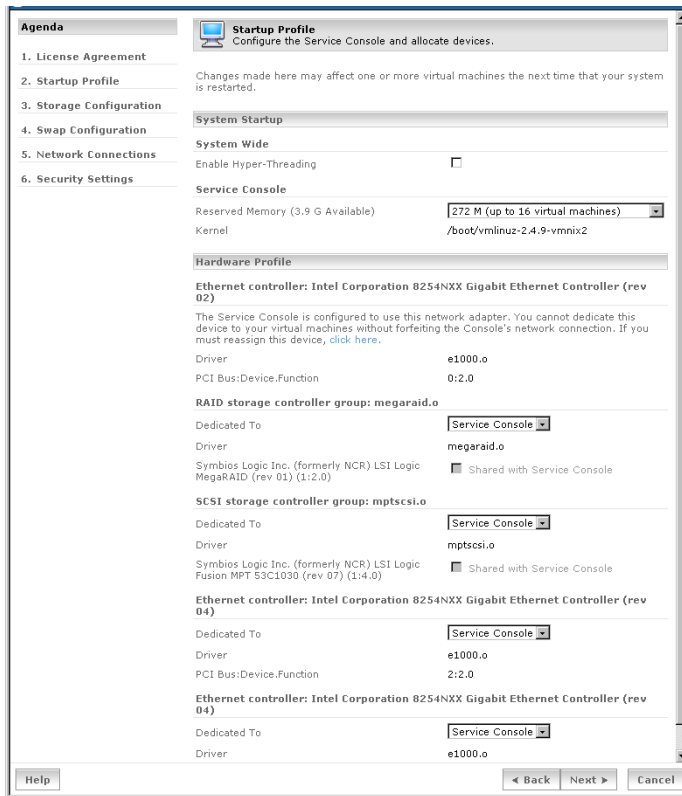 Agenda
1. License Agreement
2. Startup Profile
3. Storage Configuration
4. Swap Configuration
5. Network Connections
6. Security Settings
Startup Profile
Configure the Service Console and allocate devices.
Changes made here may affect one or more virtual machines the next time that your system
is restarted.
System Startup
System Wide
Enable Hyper-Threading
Service Console
Reserved Memory (3.9 G Available)
272 M (up to 16 virtual machines)
Kernel
/boot/vmlinuz-2.4.9-vmnix2
Hardware Profile
Ethernet controller: Intel Corporation 8254NXX Gigabit Ethernet Controller (rev
02)
The Service Console is configured to use this network adapter. You cannot dedicate this
device to your virtual machines without forfeiting the Console's network connection. If you
must reassign this device, click here.
Driver
e1000.o
PCI Bus:Device.Function
0:2.0
RAID storage controller group: megaraid.o
Dedicated To
Service Console
Driver
megaraid.o
Symbios Logic Inc. (formerly NCR) LSI Logic
MegaRAID (rev 01) (1:2.0)
Shared with Service Console
SCSI storage controller group: mptscsi.o
Dedicated To
Service Console
Driver
mptscsi.o
Symbios Logic Inc. (formerly NCR) LSI Logic
Fusion MPT 53C1030 (rev 07) (1:4.0)
Shared with Service Console
Ethernet controller: Intel Corporation 8254NXX Gigabit Ethernet Controller (rev
04)
Dedicated To
Service Console
Driver
e1000.o
PCI Bus:Device.Function
2:2.0
Ethernet controller: Intel Corporation 8254NXX Gigabit Ethernet Controller (rev
04)
Dedicated To
Service Console
Driver
e1000.o
Help
Back
Next
Cancel